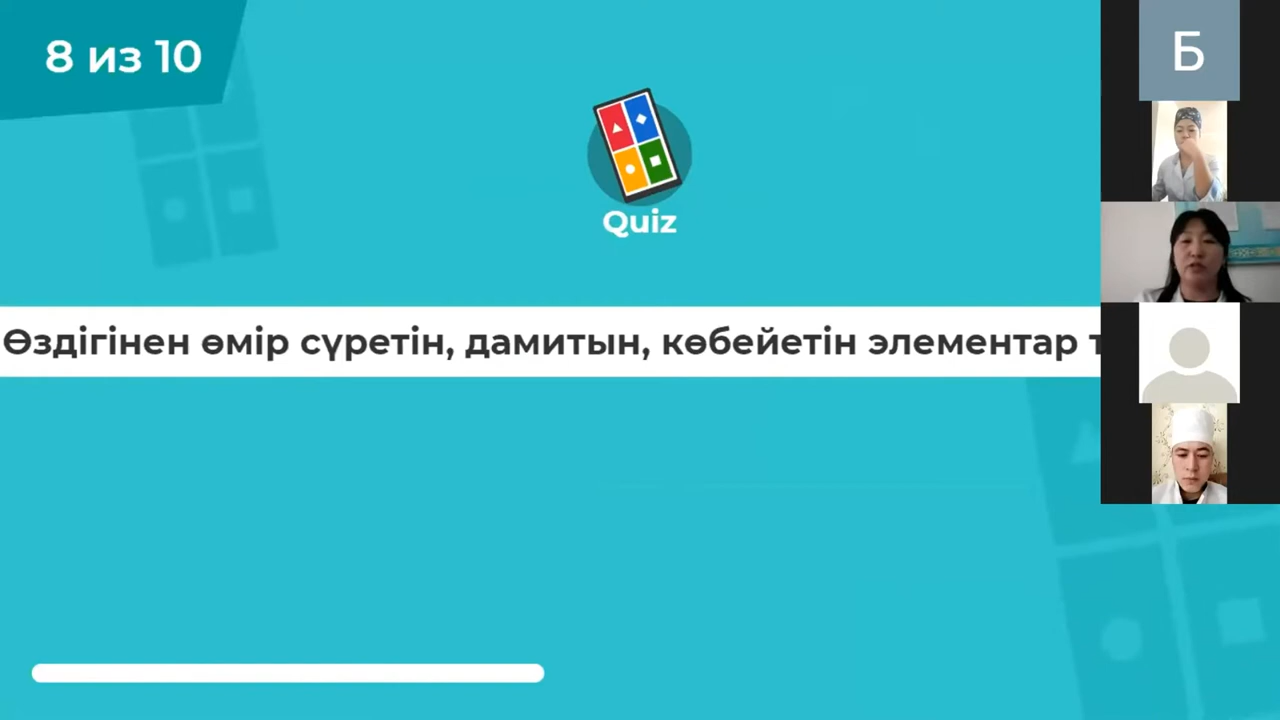 8 из 10
Б
Quiz
Өздігінен өмір сүретін, дамитын, көбейетін элементар